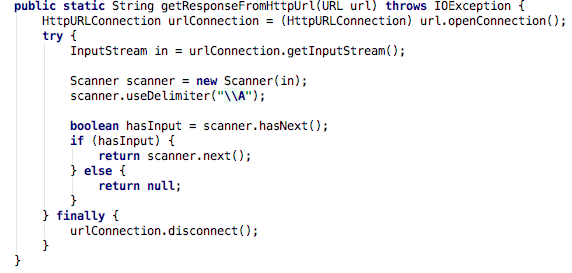 public static String getResponseFromHttpUrl(URL url) throws IOException {
    HttpURLConnection urlConnection = (HttpURLConnection) url.openConnection();
    try {
        InputStream in = urlConnection.getInputStream();

        Scanner scanner = new Scanner(in);
        scanner.useDelimiter("\\A");

        boolean hasInput = scanner.hasNext();
        if (hasInput) {
            return scanner.next();
        } else {
            return null;
        }
    } finally {
        urlConnection.disconnect();
    }
}